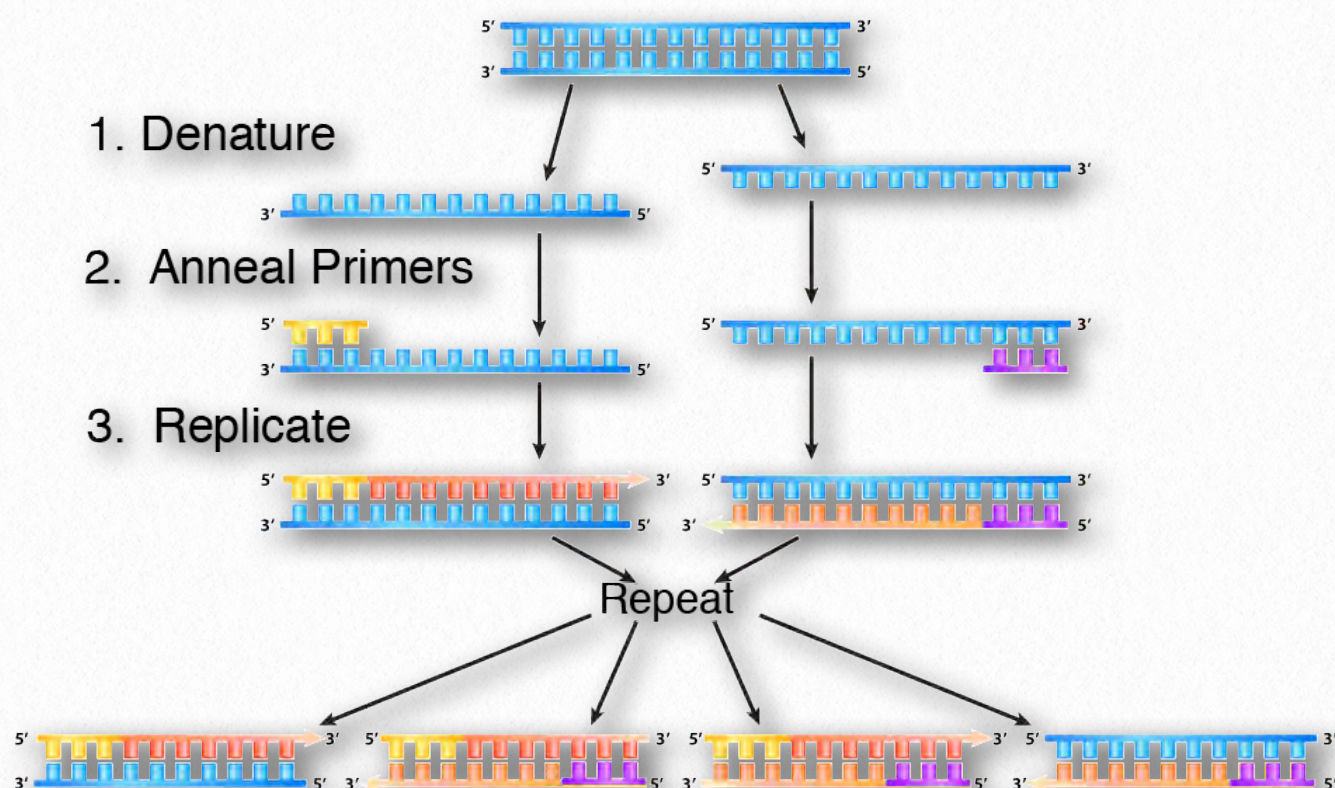 5′ 3′
3′ 5′
1. Denature
5′ 3′
3′ 5′
2. Anneal Primers
5′ 5′ 3′
3′ 5′
3. Replicate
5′ 3′ 5′ 3′
3′ 5′ 3′ 5′
Repeat
5′ 3′ 5′ 3′ 5′ 3′ 5′ 3′
3′ 5′ 3′ 5′ 3′ 5′ 3′ 5′